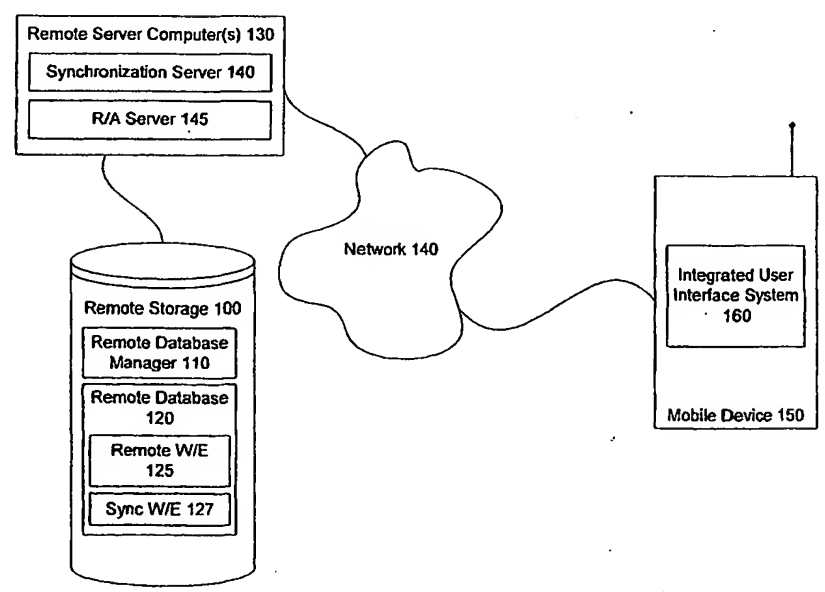 Remote Server Computer(s) 130
Synchronization Server 140
R/A Server 145
Network 140
Integrated User
Interface System
160
Mobile Device 150
Remote Storage 100
Remote Database
Manager 110
Remote Database
120
Remote W/E
125
Sync W/E 127